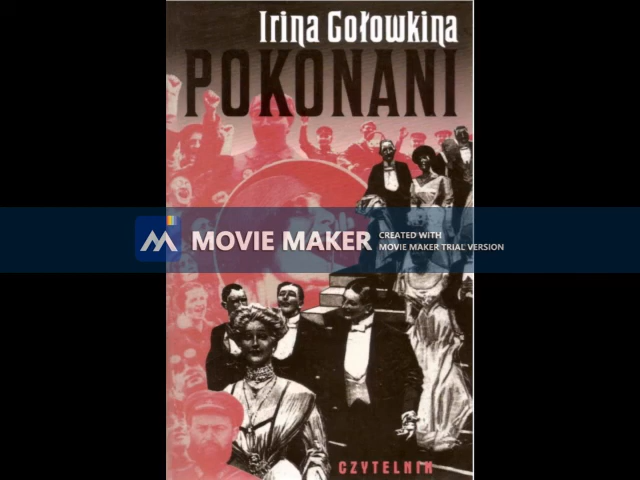 Irina Gołowkina
POKONANI
MOVIE MAKER
CREATED WITH
MOVIE MAKER TRIAL VERSION
CZYTELNIK